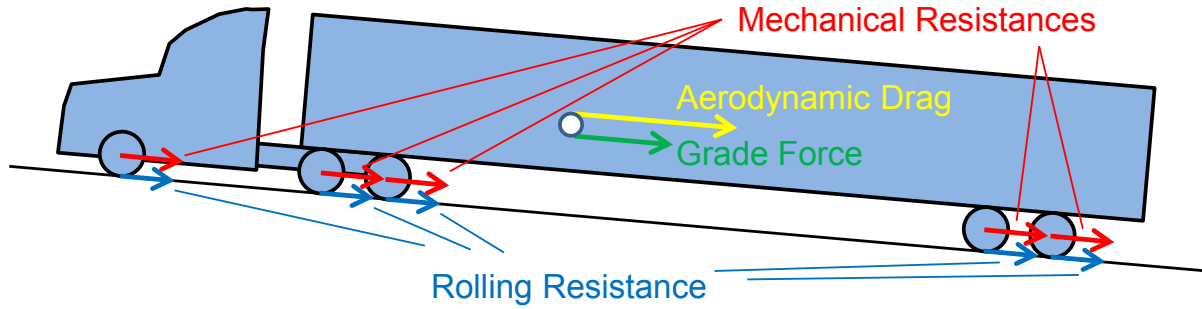 Mechanical Resistances
Aerodynamic Drag
Grade Force
Rolling Resistance